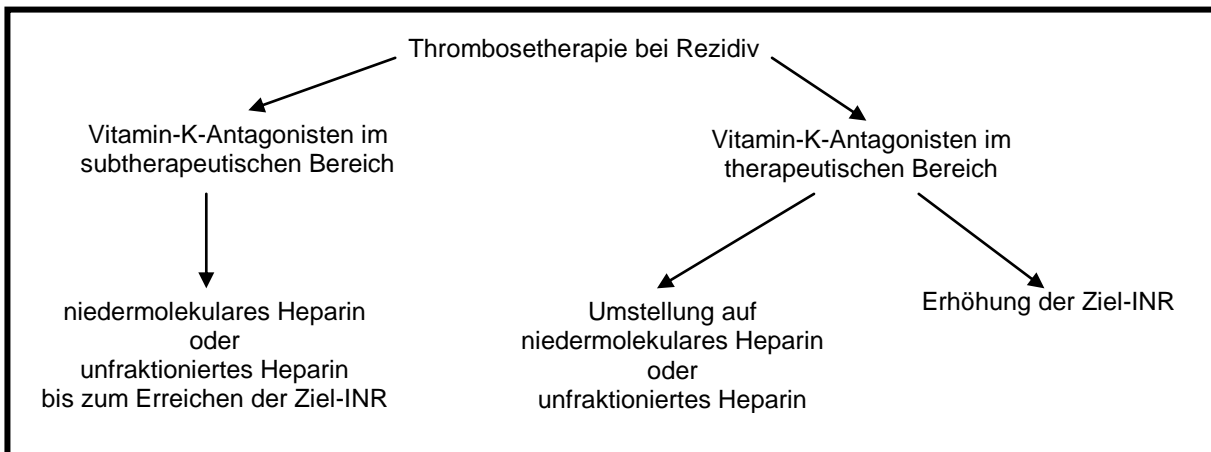 Thrombosetherapie bei Rezidiv
Vitamin-K-Antagonisten im
subtherapeutischen Bereich
Vitamin-K-Antagonisten im
therapeutischen Bereich
niedermolekulares Heparin
oder
unfraktioniertes Heparin
bis zum Erreichen der Ziel-INR
Umstellung auf
niedermolekulares Heparin
oder
unfraktioniertes Heparin
Erhöhung der Ziel-INR